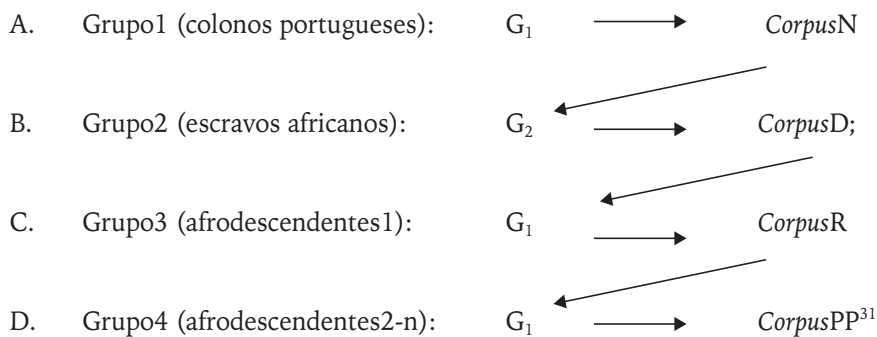 A. Grupo1 (colonos portugueses): G₁ CorpusN
B. Grupo2 (escravos africanos): G₂ CorpusD;
C. Grupo3 (afrodescendentes1): G₁ CorpusR
D. Grupo4 (afrodescendentes2-n): G₁ CorpusPP³¹